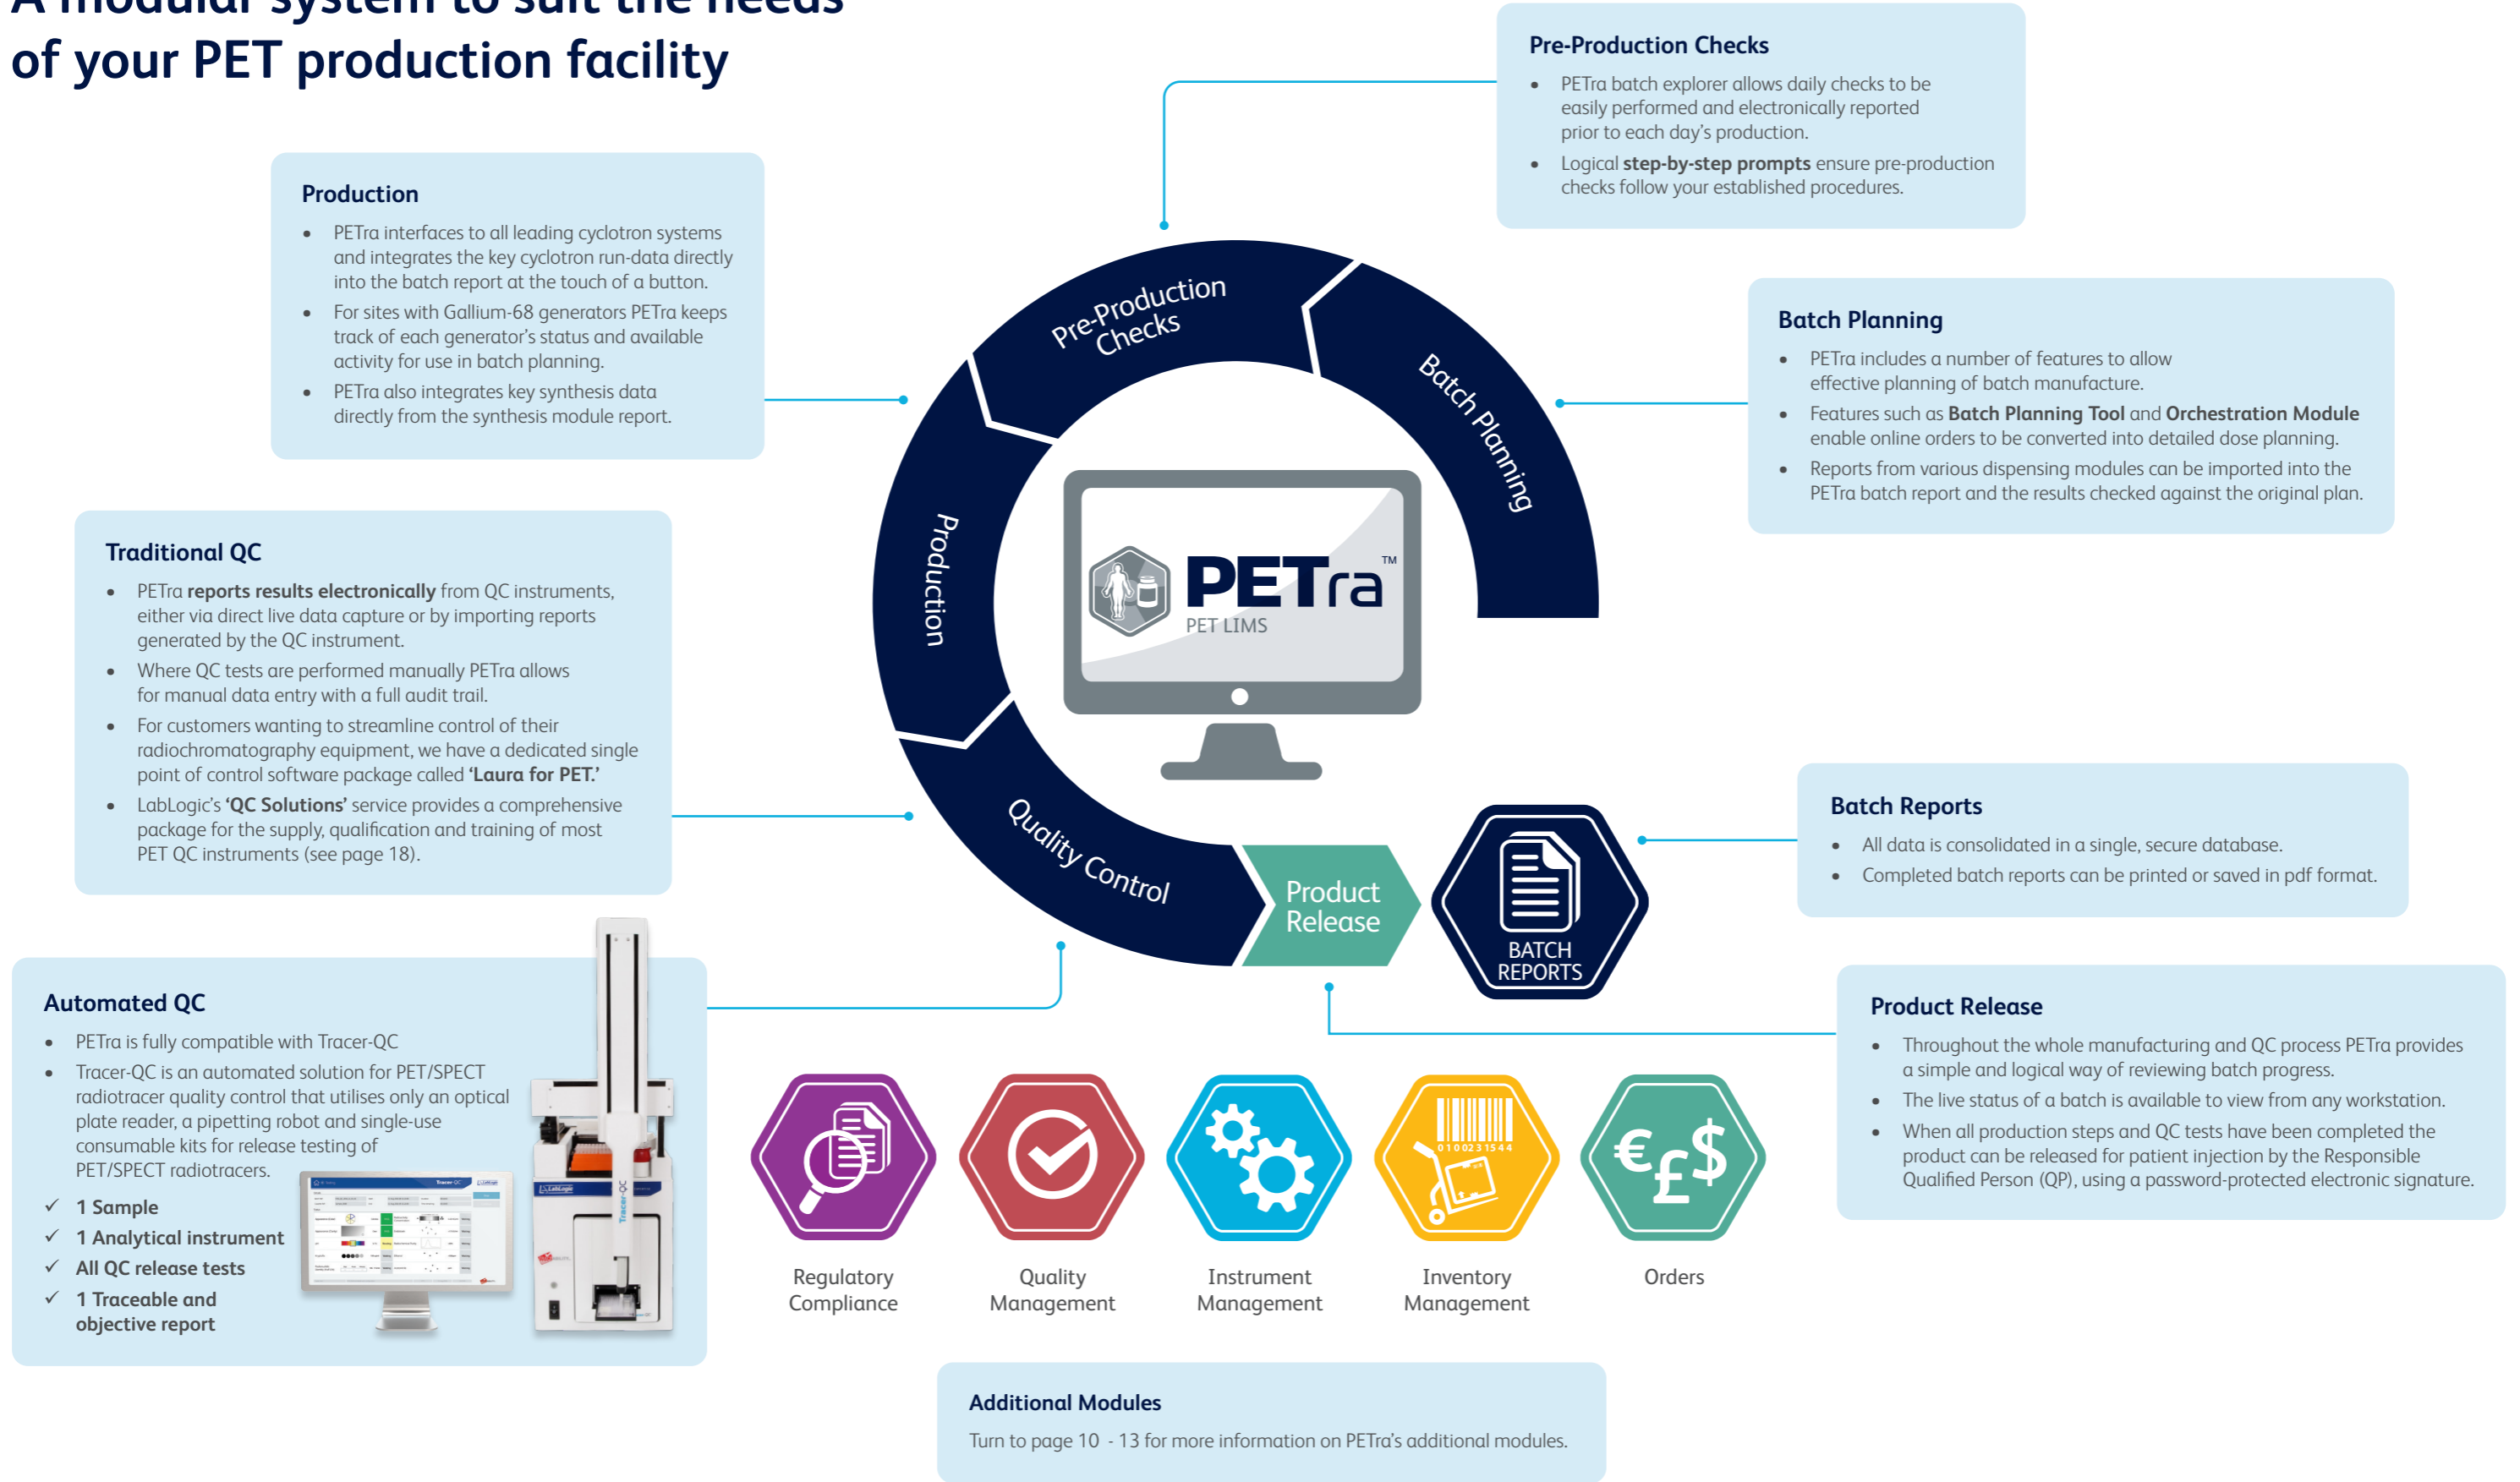 A modular system to suit the needs
of your PET production facility
Pre-Production Checks
• PETra batch explorer allows daily checks to be
easily performed and electronically reported
prior to each day's production.
• Logical step-by-step prompts ensure pre-production
checks follow your established procedures.
Production
• PETra interfaces to all leading cyclotron systems
and integrates the key cyclotron run-data directly
into the batch report at the touch of a button.
• For sites with Gallium-68 generators PETra keeps
track of each generator's status and available
activity for use in batch planning.
• PETra also integrates key synthesis data
directly from the synthesis module report.
Batch Planning
• PETra includes a number of features to allow
effective planning of batch manufacture.
• Features such as Batch Planning Tool and Orchestration Module
enable online orders to be converted into detailed dose planning.
• Reports from various dispensing modules can be imported into the
PETra batch report and the results checked against the original plan.
Traditional QC
• PETra reports results electronically from QC instruments,
either via direct live data capture or by importing reports
generated by the QC instrument.
• Where QC tests are performed manually PETra allows
for manual data entry with a full audit trail.
• For customers wanting to streamline control of their
radiochromatography equipment, we have a dedicated single
point of control software package called ‘Laura for PET.’
• LabLogic's ‘QC Solutions’ service provides a comprehensive
package for the supply, qualification and training of most
PET QC instruments (see page 18).
Pre-Production
Checks
Batch Planning
Production
Quality Control
Product
Release
PETra™
PET LIMS
BATCH
REPORTS
Batch Reports
• All data is consolidated in a single, secure database.
• Completed batch reports can be printed or saved in pdf format.
Automated QC
• PETra is fully compatible with Tracer-QC
• Tracer-QC is an automated solution for PET/SPECT
radiotracer quality control that utilises only an optical
plate reader, a pipetting robot and single-use
consumable kits for release testing of
PET/SPECT radiotracers.
✓ 1 Sample
✓ 1 Analytical instrument
✓ All QC release tests
✓ 1 Traceable and
objective report
Tracer-QC
LabLogic
Tracer-QC
Product Release
• Throughout the whole manufacturing and QC process PETra provides
a simple and logical way of reviewing batch progress.
• The live status of a batch is available to view from any workstation.
• When all production steps and QC tests have been completed the
product can be released for patient injection by the Responsible
Qualified Person (QP), using a password-protected electronic signature.
0 1 0 0 2 3 1 5 4 4
€ £ $
Regulatory
Compliance
Quality
Management
Instrument
Management
Inventory
Management
Orders
Additional Modules
Turn to page 10 - 13 for more information on PETra's additional modules.